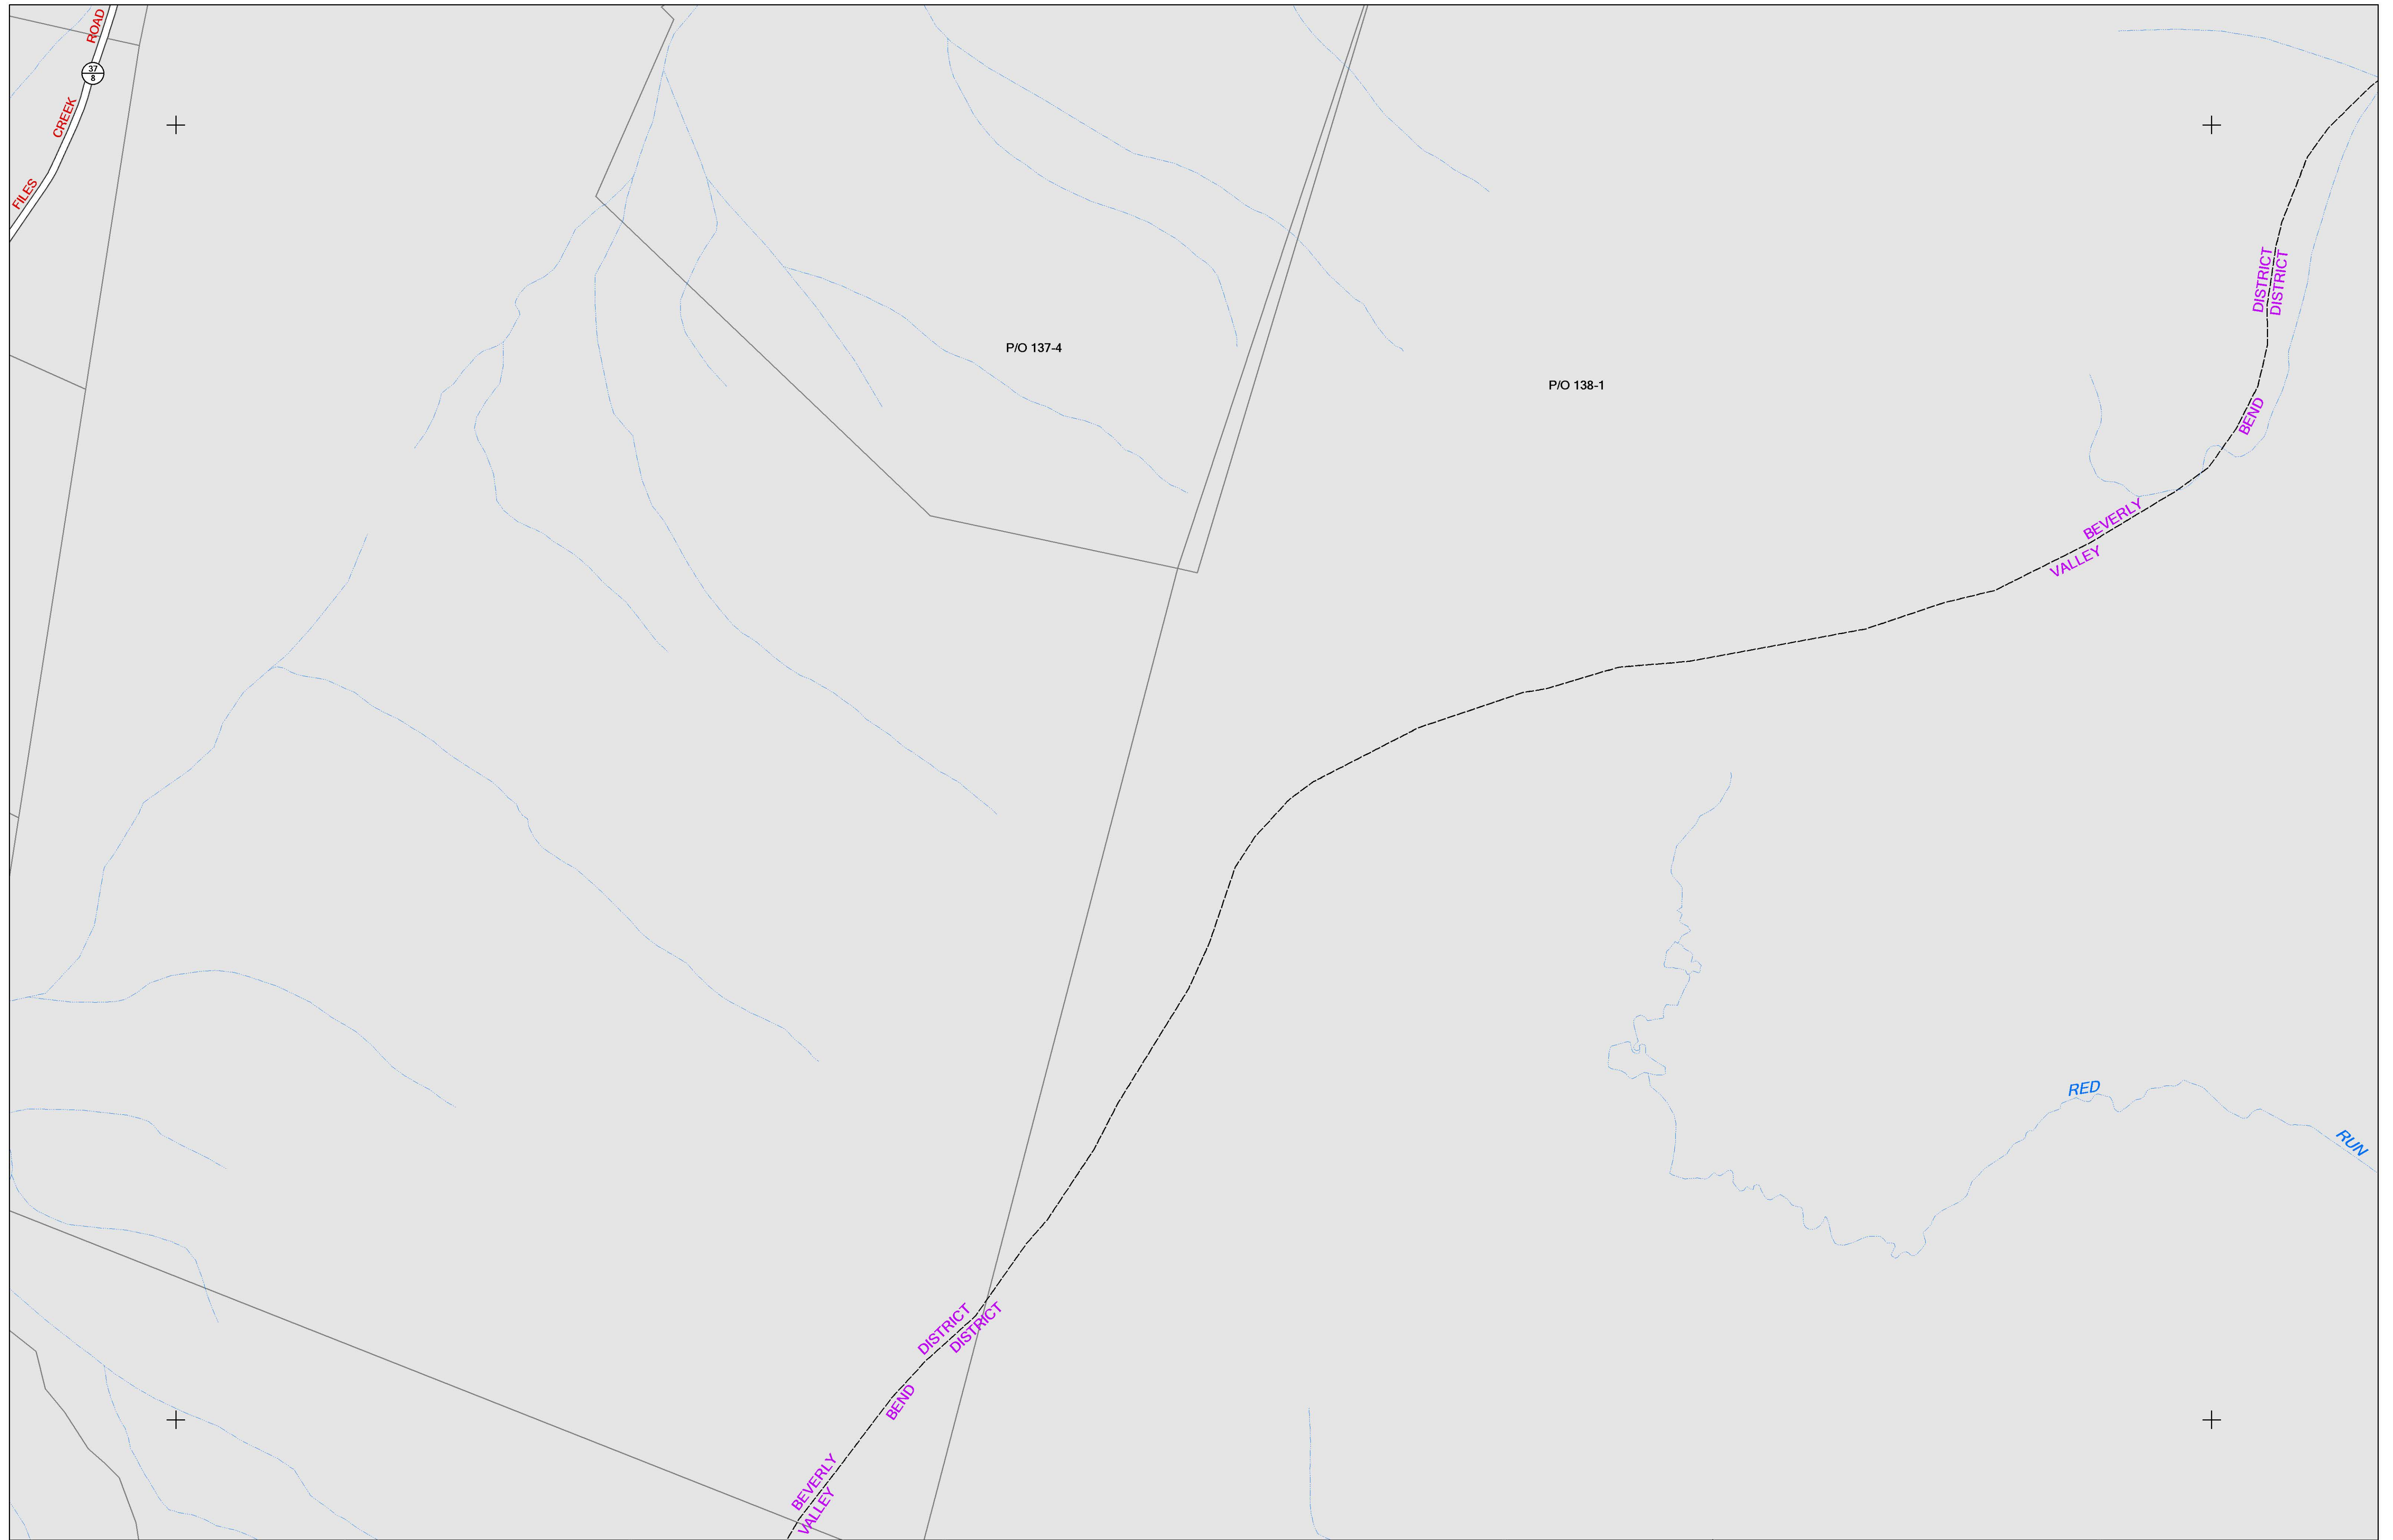 FILES CREEK ROAD
37
8
P/O 137-4
P/O 138-1
BEVERLY DISTRICT
VALLEY BEND DISTRICT
RED RUN
BEVERLY DISTRICT
VALLEY BEND DISTRICT